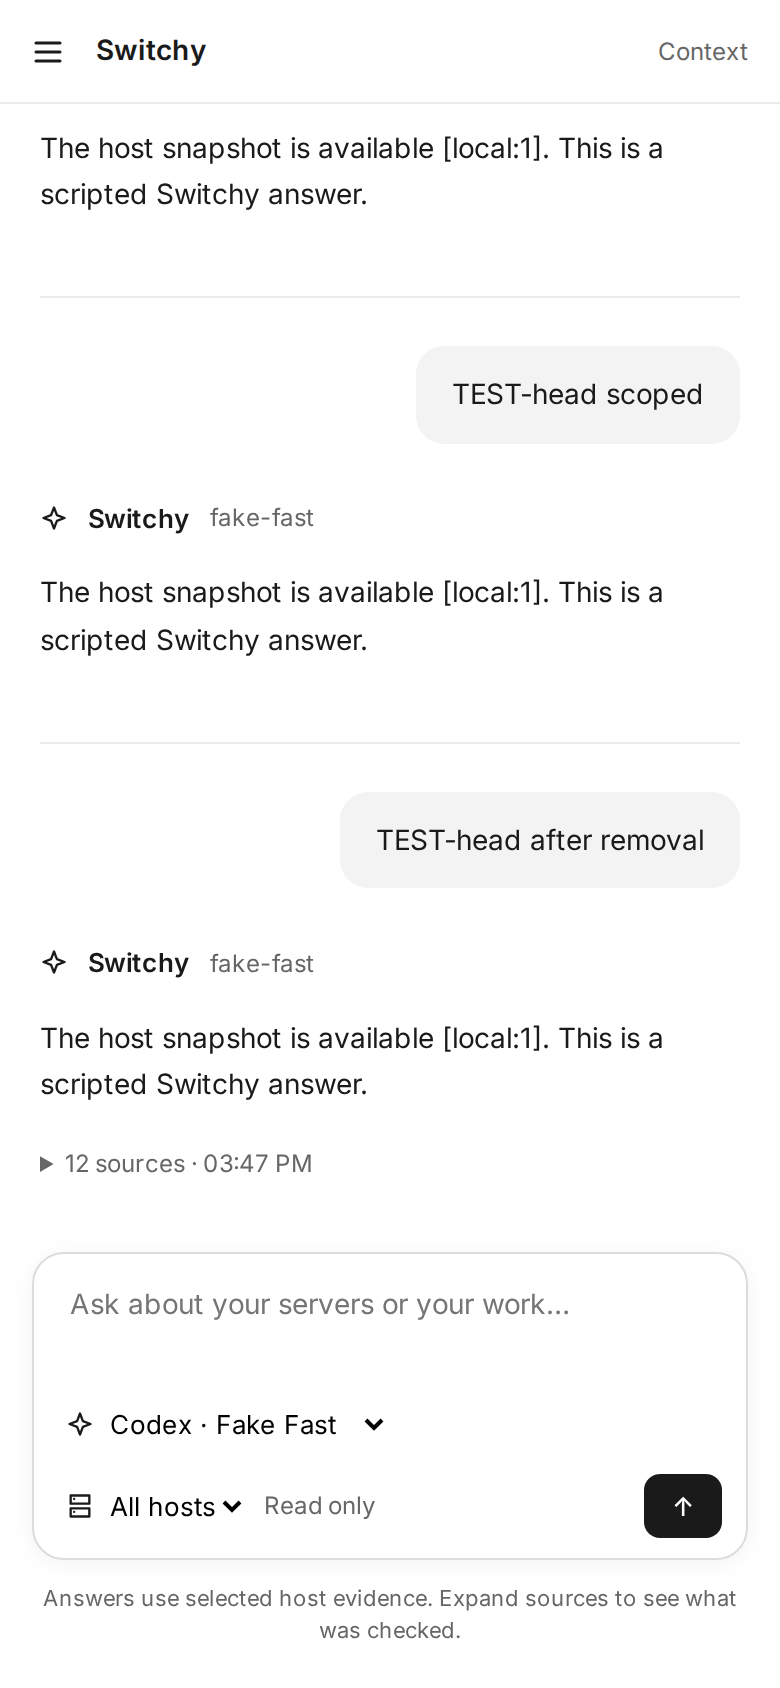 Switchy
Context
The host snapshot is available [local:1]. This is a
scripted Switchy answer.
TEST-head scoped
Switchy fake-fast
The host snapshot is available [local:1]. This is a
scripted Switchy answer.
TEST-head after removal
Switchy fake-fast
The host snapshot is available [local:1]. This is a
scripted Switchy answer.
12 sources · 03:47 PM
Ask about your servers or your work...
Codex · Fake Fast
All hosts Read only
Answers use selected host evidence. Expand sources to see what
was checked.